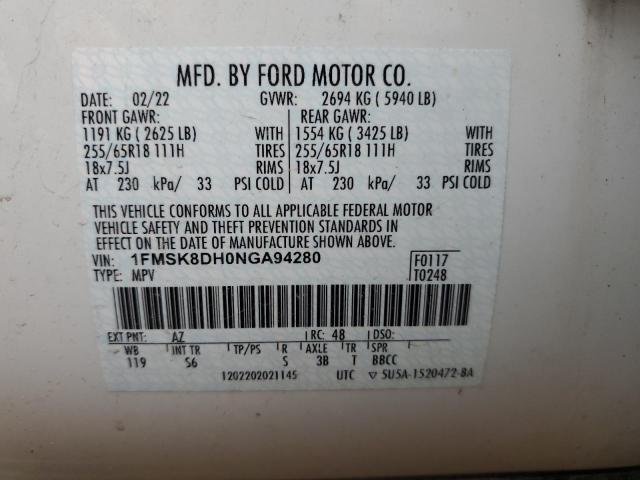 MFD. BY FORD MOTOR CO.
DATE: 02/22 GVWR: 2694 KG ( 5940 LB)
FRONT GAWR: REAR GAWR:
1191 KG ( 2625 LB) WITH 1554 KG ( 3425 LB) WITH
255/65R18 111H TIRES 255/65R18 111H TIRES
18x7.5J RIMS 18x7.5J RIMS
AT 230 kPa/ 33 PSI COLD AT 230 kPa/ 33 PSI COLD
THIS VEHICLE CONFORMS TO ALL APPLICABLE FEDERAL MOTOR
VEHICLE SAFETY AND THEFT PREVENTION STANDARDS IN
EFFECT ON THE DATE OF MANUFACTURE SHOWN ABOVE.
VIN: 1FMSK8DH0NGA94280 F0117
TYPE: MPV T0248
EXT PNT: AZ RC: 48 DSO:
WB INT TR TP/PS R AXLE TR SPR
119 S6 S 3B T BBCC
1202202021145 UTC ▽ 5U5A-1520472-BA